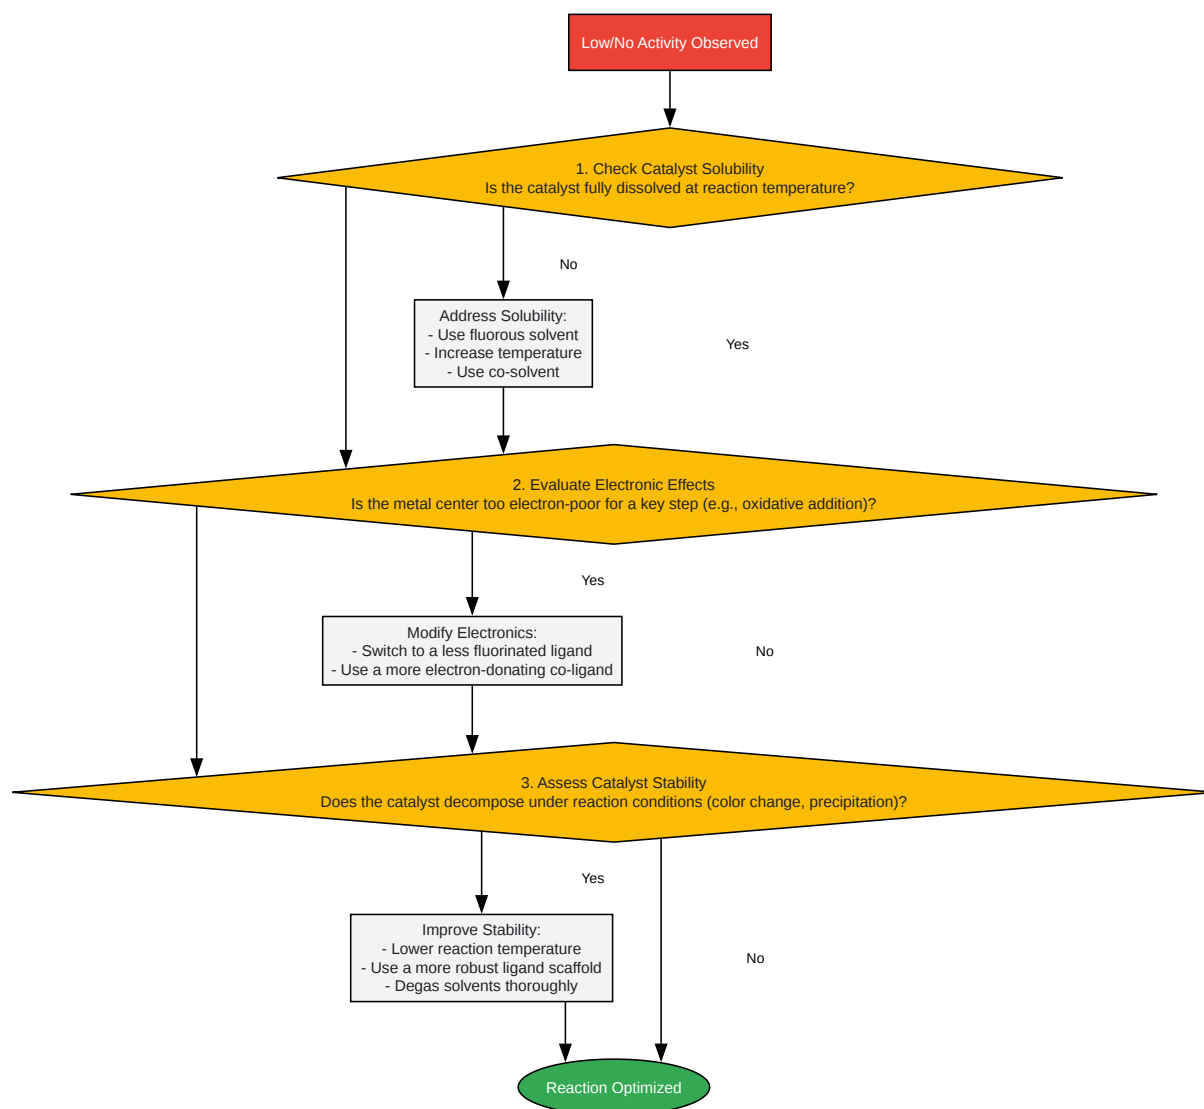 Low/No Activity Observed
1. Check Catalyst Solubility
Is the catalyst fully dissolved at reaction temperature?
No
Address Solubility:
- Use fluorous solvent
- Increase temperature
- Use co-solvent
Yes
2. Evaluate Electronic Effects
Is the metal center too electron-poor for a key step (e.g., oxidative addition)?
Yes
Modify Electronics:
- Switch to a less fluorinated ligand
- Use a more electron-donating co-ligand
No
3. Assess Catalyst Stability
Does the catalyst decompose under reaction conditions (color change, precipitation)?
Yes
Improve Stability:
- Lower reaction temperature
- Use a more robust ligand scaffold
- Degas solvents thoroughly
No
Reaction Optimized